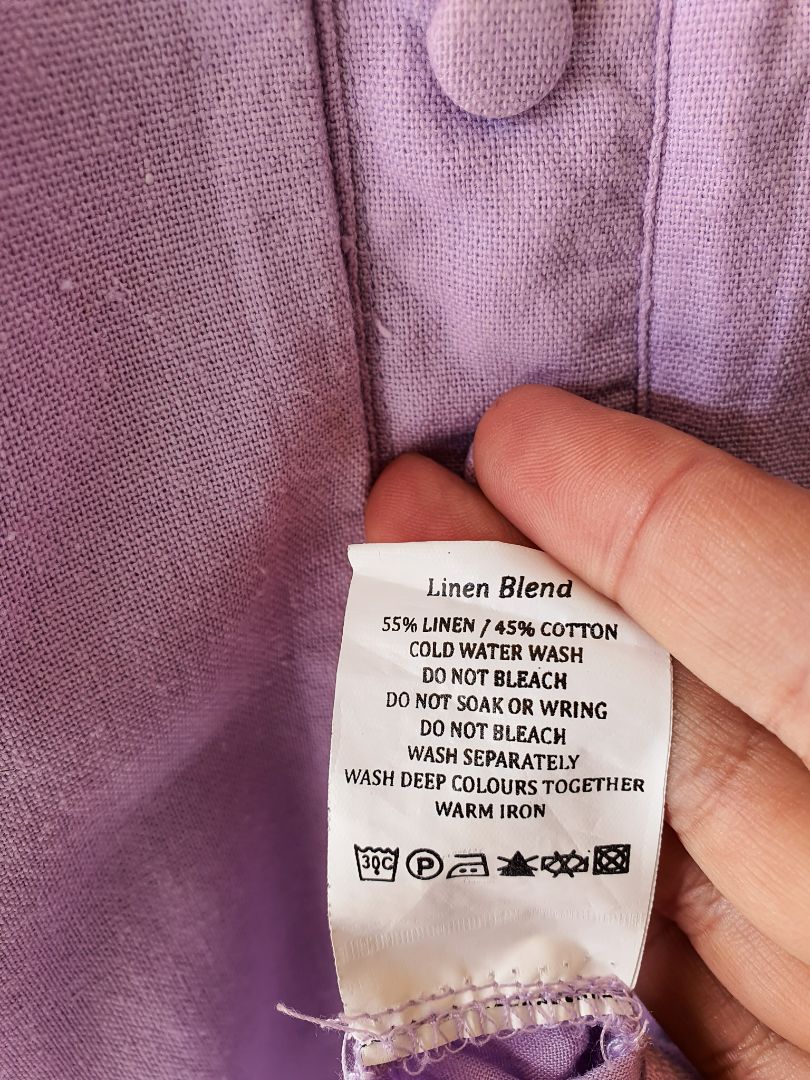 Linen Blend
55% LINEN / 45% COTTON
COLD WATER WASH
DO NOT BLEACH
DO NOT SOAK OR WRING
DO NOT BLEACH
WASH SEPARATELY
WASH DEEP COLOURS TOGETHER
WARM IRON
30C P